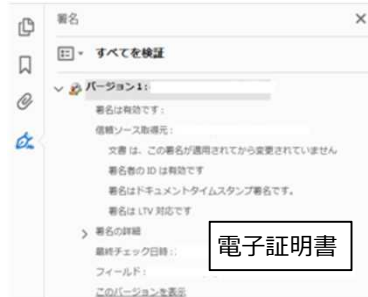 署名
すべてを検証
バージョン 1:
署名は有効です:
信頼ソース取得元:
文書 は、この署名が適用されてから変更されていません
署名者の ID は有効です
署名はドキュメントタイムスタンプ署名です。
署名は LTV 対応です
署名の詳細
最終チェック日時:
フィールド:
このバージョンを表示
電子証明書